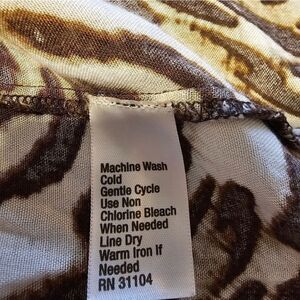 Machine Wash
Cold
Gentle Cycle
Use Non
Chlorine Bleach
When Needed
Line Dry
Warm Iron If
Needed
RN 31104